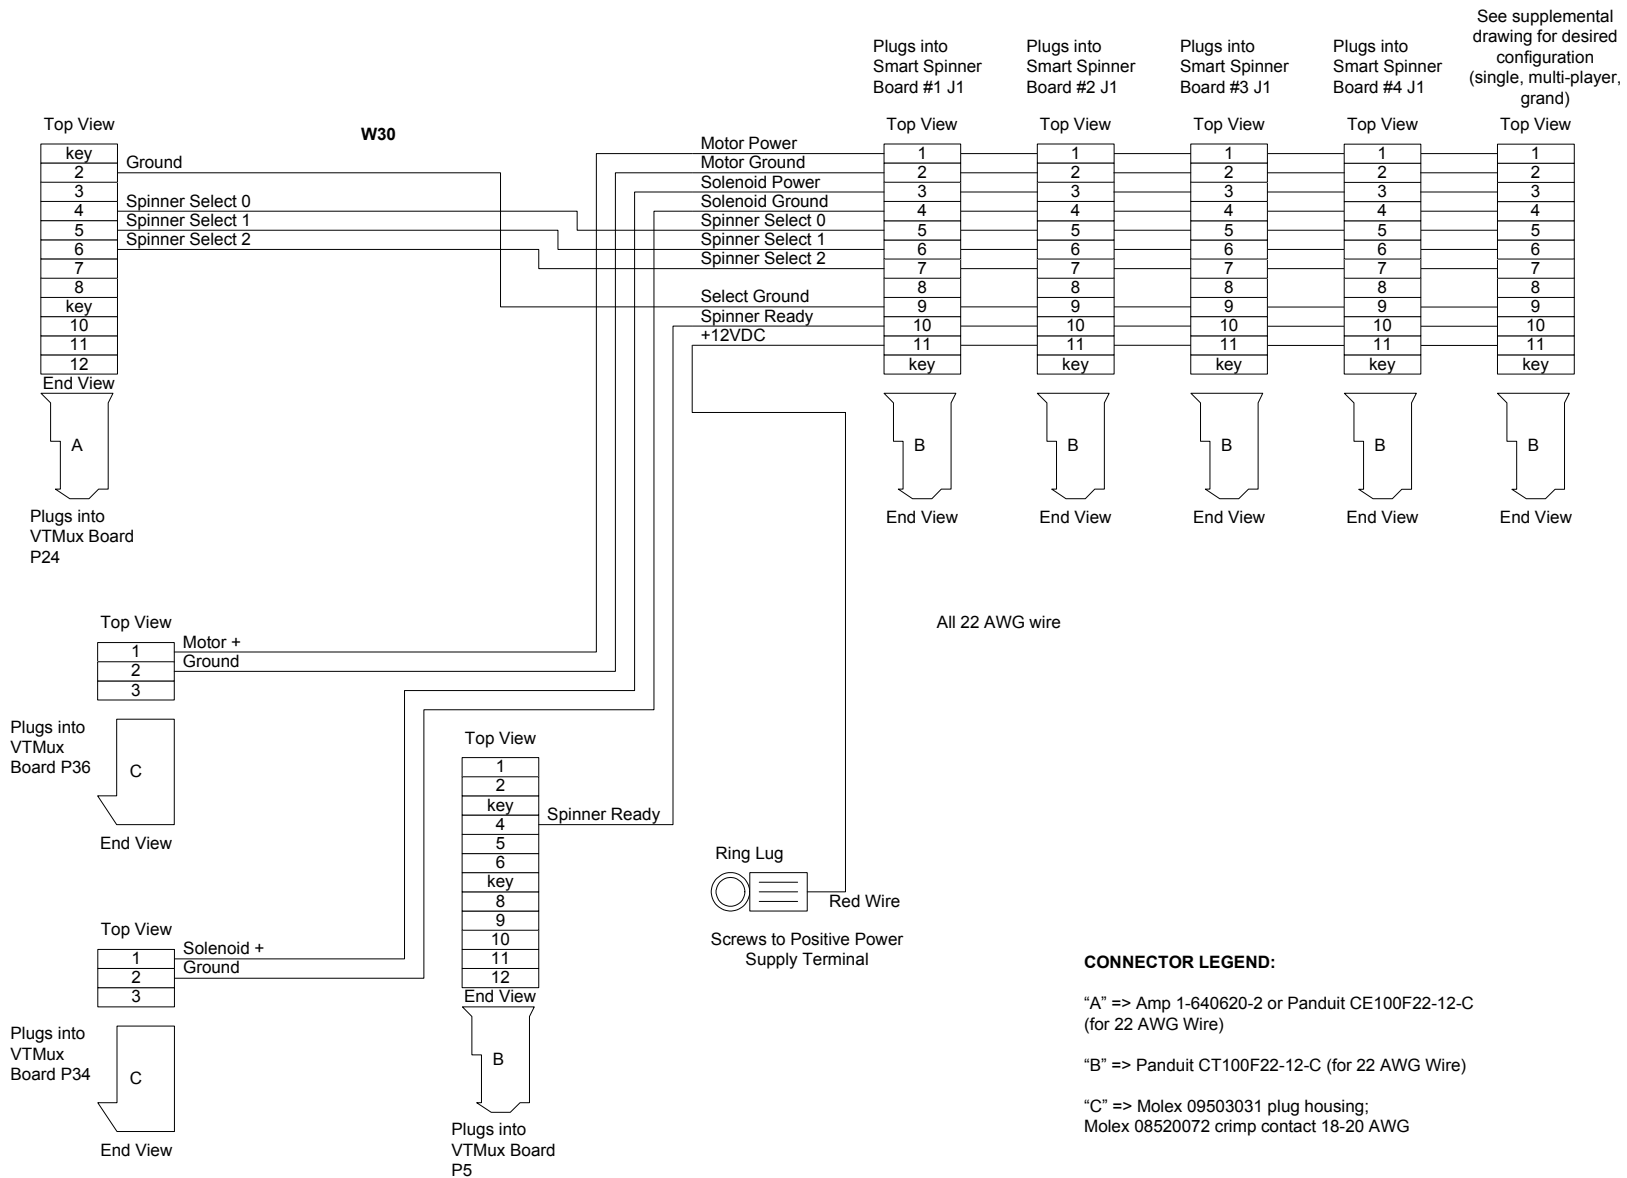 See supplemental
drawing for desired
configuration
(single, multi-player,
grand)
Plugs into
Smart Spinner
Board #1 J1
Plugs into
Smart Spinner
Board #2 J1
Plugs into
Smart Spinner
Board #3 J1
Plugs into
Smart Spinner
Board #4 J1
Top View
W30
Top View
Top View
Top View
Top View
Top View
key
2
3
4
5
6
7
8
key
10
11
12
End View
Ground
Spinner Select 0
Spinner Select 1
Spinner Select 2
A
Plugs into
VTMux Board
P24
Motor Power
Motor Ground
Solenoid Power
Solenoid Ground
Spinner Select 0
Spinner Select 1
Spinner Select 2
Select Ground
Spinner Ready
+12VDC
1
2
3
4
5
6
7
8
9
10
11
key
B
End View
1
2
3
4
5
6
7
8
9
10
11
key
B
End View
1
2
3
4
5
6
7
8
9
10
11
key
B
End View
1
2
3
4
5
6
7
8
9
10
11
key
B
End View
1
2
3
4
5
6
7
8
9
10
11
key
B
End View
All 22 AWG wire
Top View
1
2
3
Motor +
Ground
Plugs into
VTMux
Board P36
C
End View
Top View
1
2
key
4
5
6
key
8
9
10
11
12
End View
Spinner Ready
B
Plugs into
VTMux Board
P5
Top View
1
2
3
Solenoid +
Ground
Plugs into
VTMux
Board P34
C
End View
Ring Lug
Red Wire
Screws to Positive Power
Supply Terminal
CONNECTOR LEGEND:
“A” => Amp 1-640620-2 or Panduit CE100F22-12-C
(for 22 AWG Wire)
“B” => Panduit CT100F22-12-C (for 22 AWG Wire)
“C” => Molex 09503031 plug housing;
Molex 08520072 crimp contact 18-20 AWG